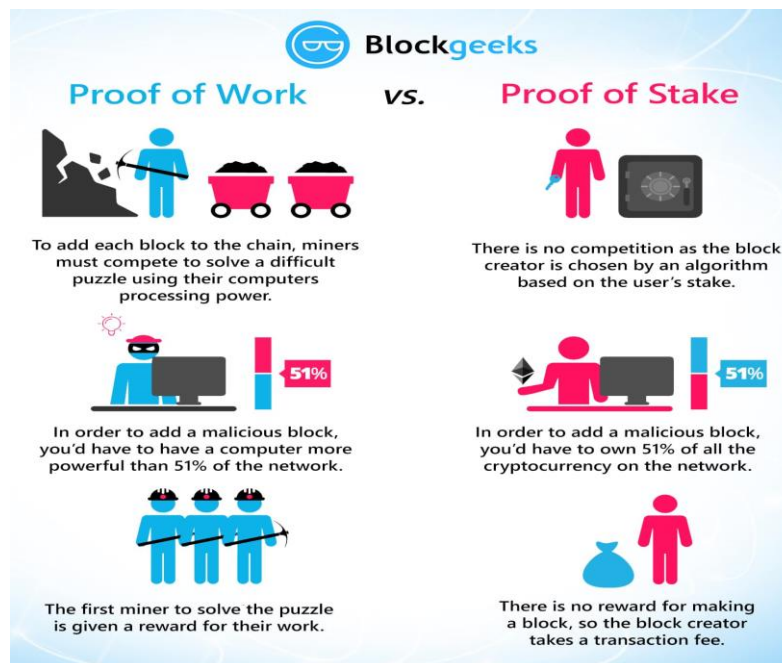 Blockgeeks
Proof of Work vs. Proof of Stake
To add each block to the chain, miners
must compete to solve a difficult
puzzle using their computers
processing power.
There is no competition as the block
creator is chosen by an algorithm
based on the user's stake.
51%
In order to add a malicious block,
you'd have to have a computer more
powerful than 51% of the network.
51%
In order to add a malicious block,
you'd have to own 51% of all the
cryptocurrency on the network.
The first miner to solve the puzzle
is given a reward for their work.
There is no reward for making
a block, so the block creator
takes a transaction fee.